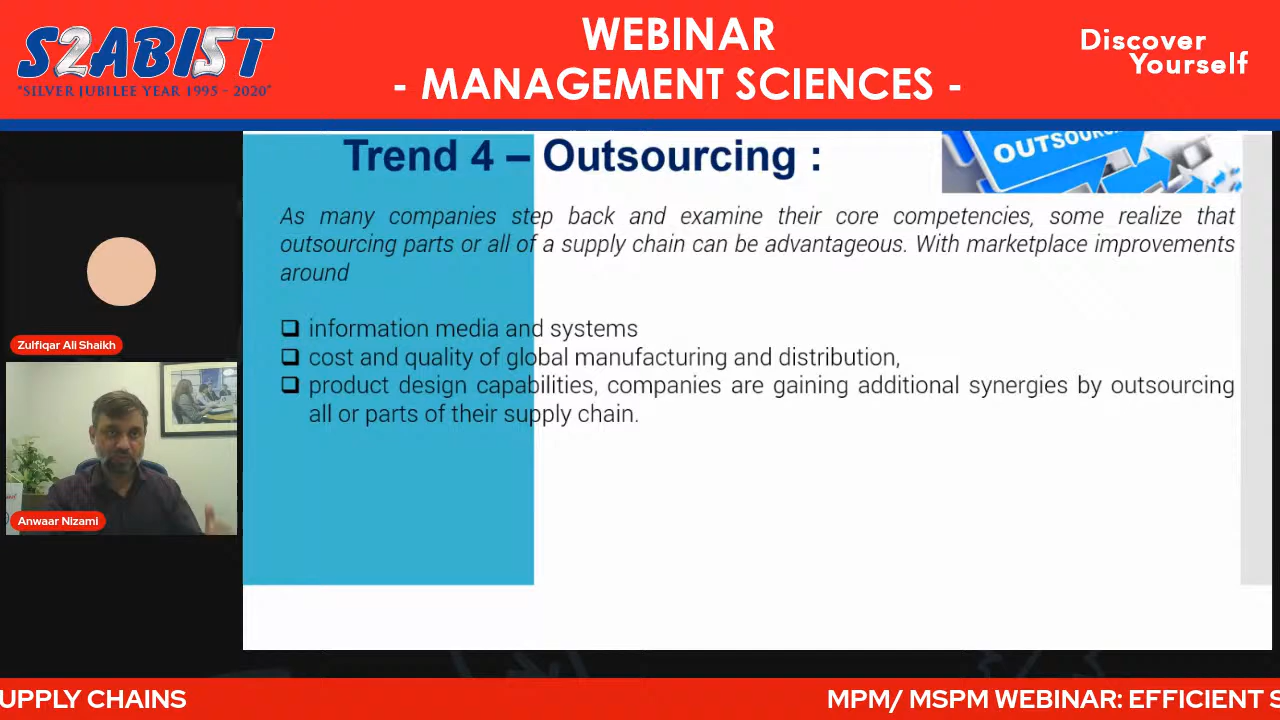 SZABIST
"SILVER JUBILEE YEAR 1995 - 2020"
WEBINAR
- MANAGEMENT SCIENCES -
Discover
Yourself
Trend 4 – Outsourcing :
As many companies step back and examine their core competencies, some realize that
outsourcing parts or all of a supply chain can be advantageous. With marketplace improvements
around
❑ information media and systems
❑ cost and quality of global manufacturing and distribution,
❑ product design capabilities, companies are gaining additional synergies by outsourcing
all or parts of their supply chain.
Zulfiqar Ali Shaikh
Anwaar Nizami
UPPLY CHAINS
MPM/ MSPM WEBINAR: EFFICIENT S